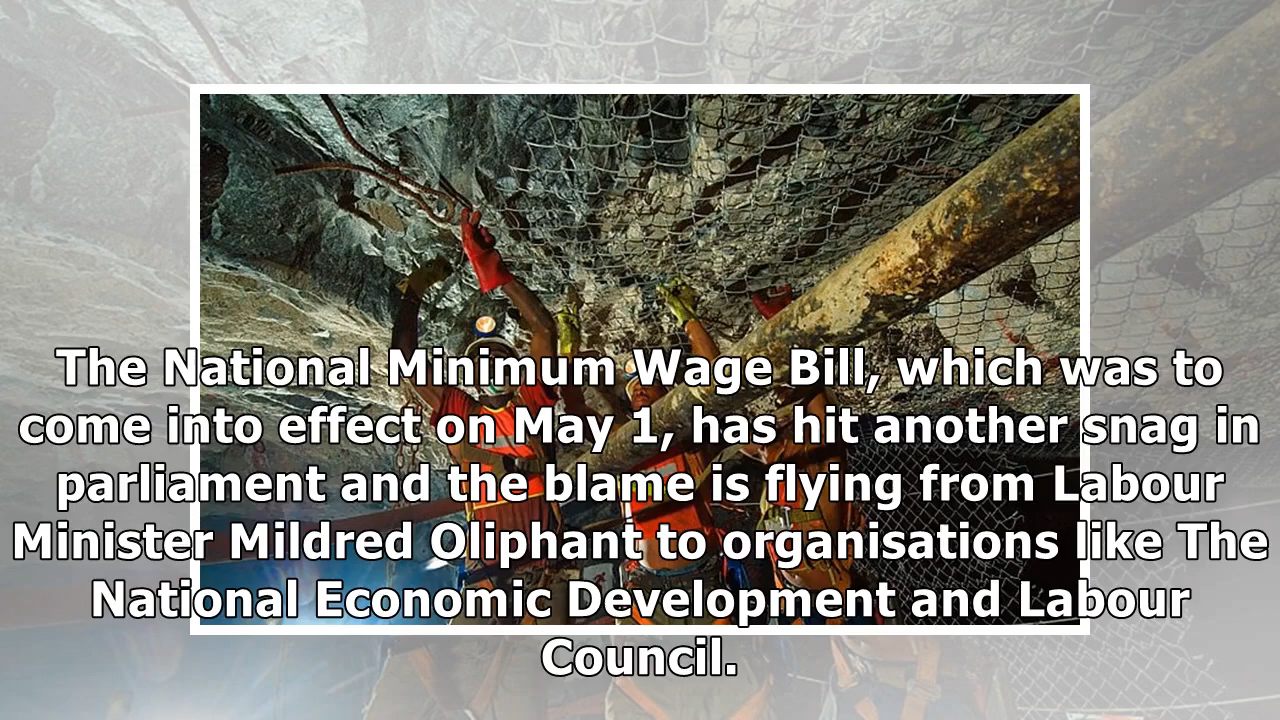 The National Minimum Wage Bill, which was to
come into effect on May 1, has hit another snag in
parliament and the blame is flying from Labour
Minister Mildred Oliphant to organisations like The
National Economic Development and Labour
Council.